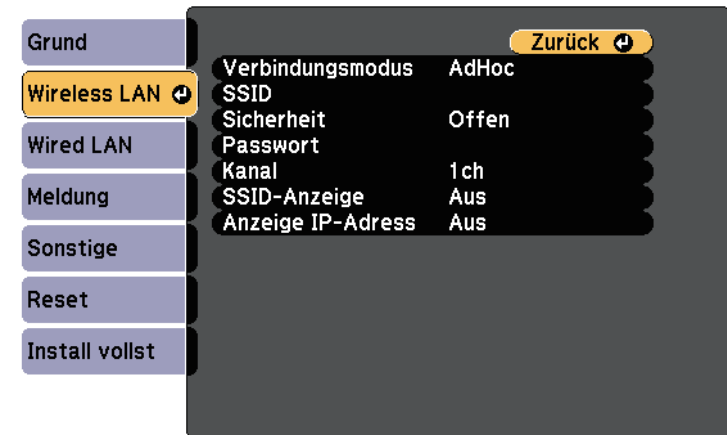 Grund
Wireless LAN
Wired LAN
Meldung
Sonstige
Reset
Install vollst
Zurück
Verbindungsmodus AdHoc
SSID
Sicherheit Offen
Passwort
Kanal 1ch
SSID-Anzeige Aus
Anzeige IP-Adress Aus